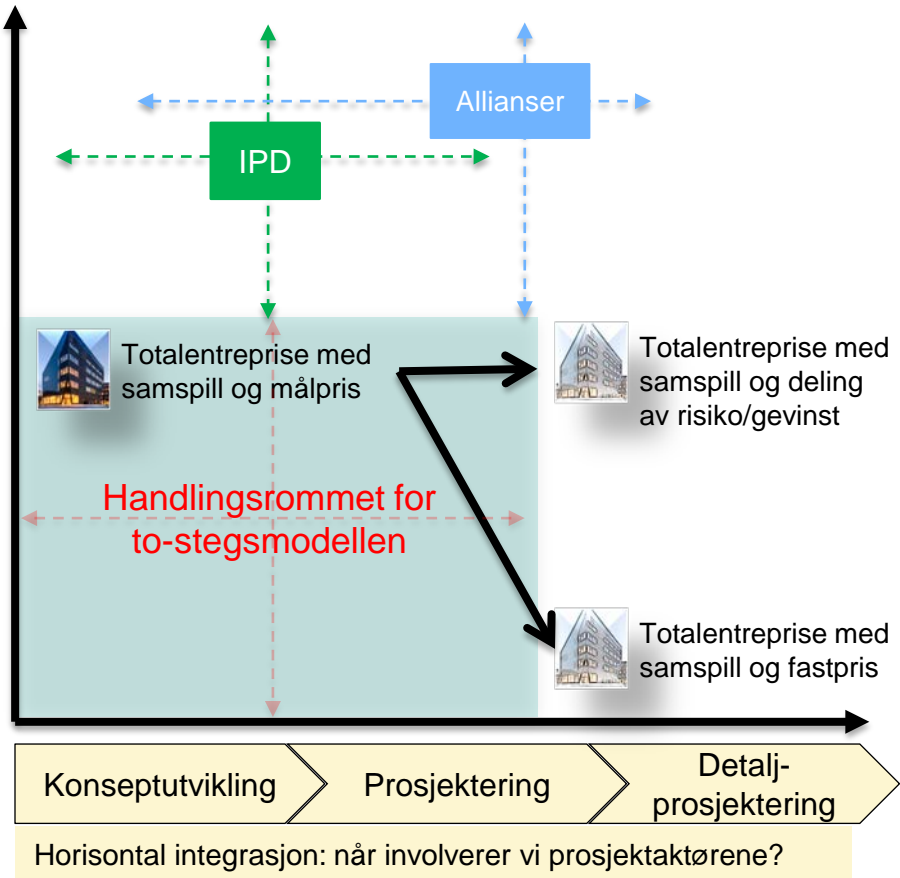 Allianser
IPD
Totalentreprise med
samspill og målpris
Totalentreprise med
samspill og deling
av risiko/gevinst
Handlingsrommet for
to-stegsmodellen
Totalentreprise med
samspill og fastpris
Konseptutvikling
Prosjektering
Detalj-
prosjektering
Horisontal integrasjon: når involverer vi prosjektaktørene?